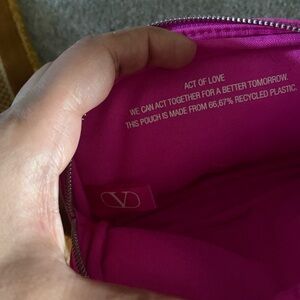 ACT OF LOVE
WE CAN ACT TOGETHER FOR A BETTER TOMORROW.
THIS POUCH IS MADE FROM 66,67% RECYCLED PLASTIC.
V